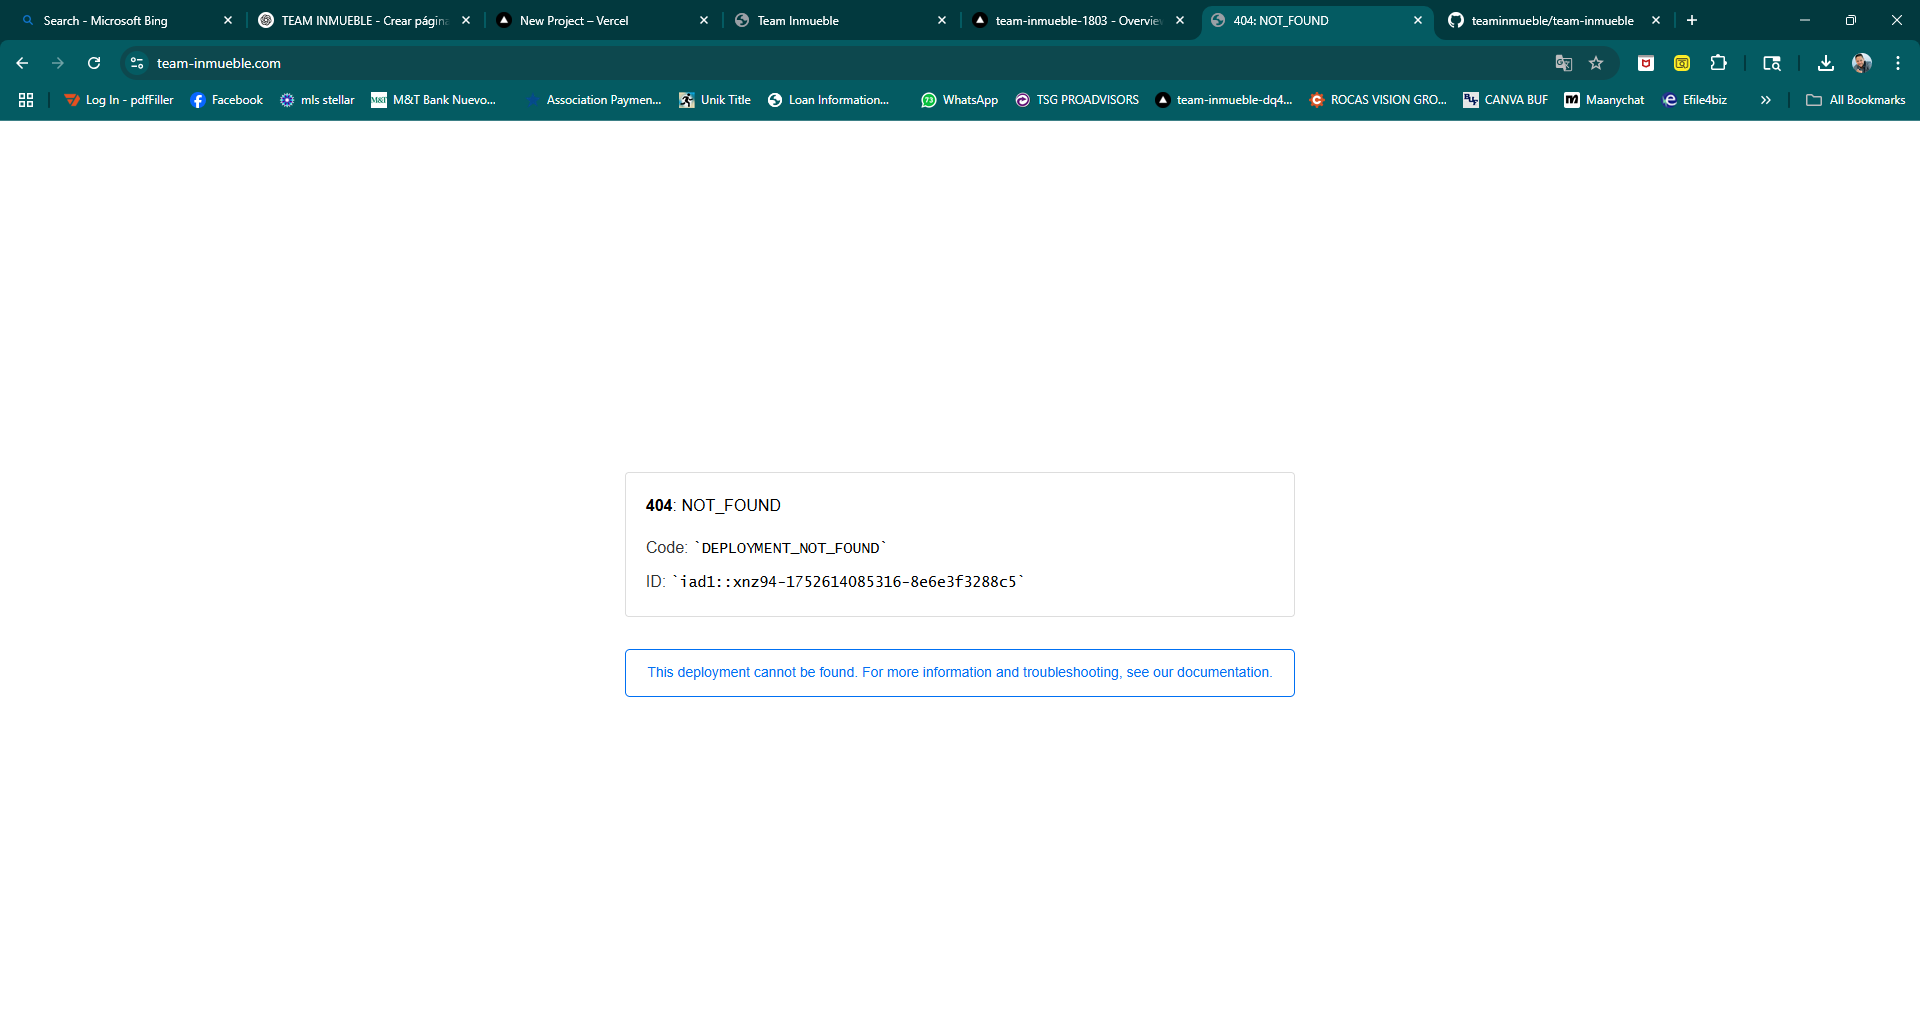 Search - Microsoft Bing
TEAM INMUEBLE - Crear págin
New Project – Vercel
Team Inmueble
team-inmueble-1803 - Overvie
404: NOT_FOUND
teaminmueble/team-inmueble
team-inmueble.com
Log In - pdfFiller
Facebook
mls stellar
M&T Bank Nuevo...
Association Paymen...
Unik Title
Loan Information...
WhatsApp
TSG PROADVISORS
team-inmueble-dq4...
ROCAS VISION GRO...
CANVA BUF
Maanychat
Efile4biz
»
All Bookmarks
404: NOT_FOUND
Code: `DEPLOYMENT_NOT_FOUND`
ID: `iad1::xnz94-1752614085316-8e6e3f3288c5`
This deployment cannot be found. For more information and troubleshooting, see our documentation.